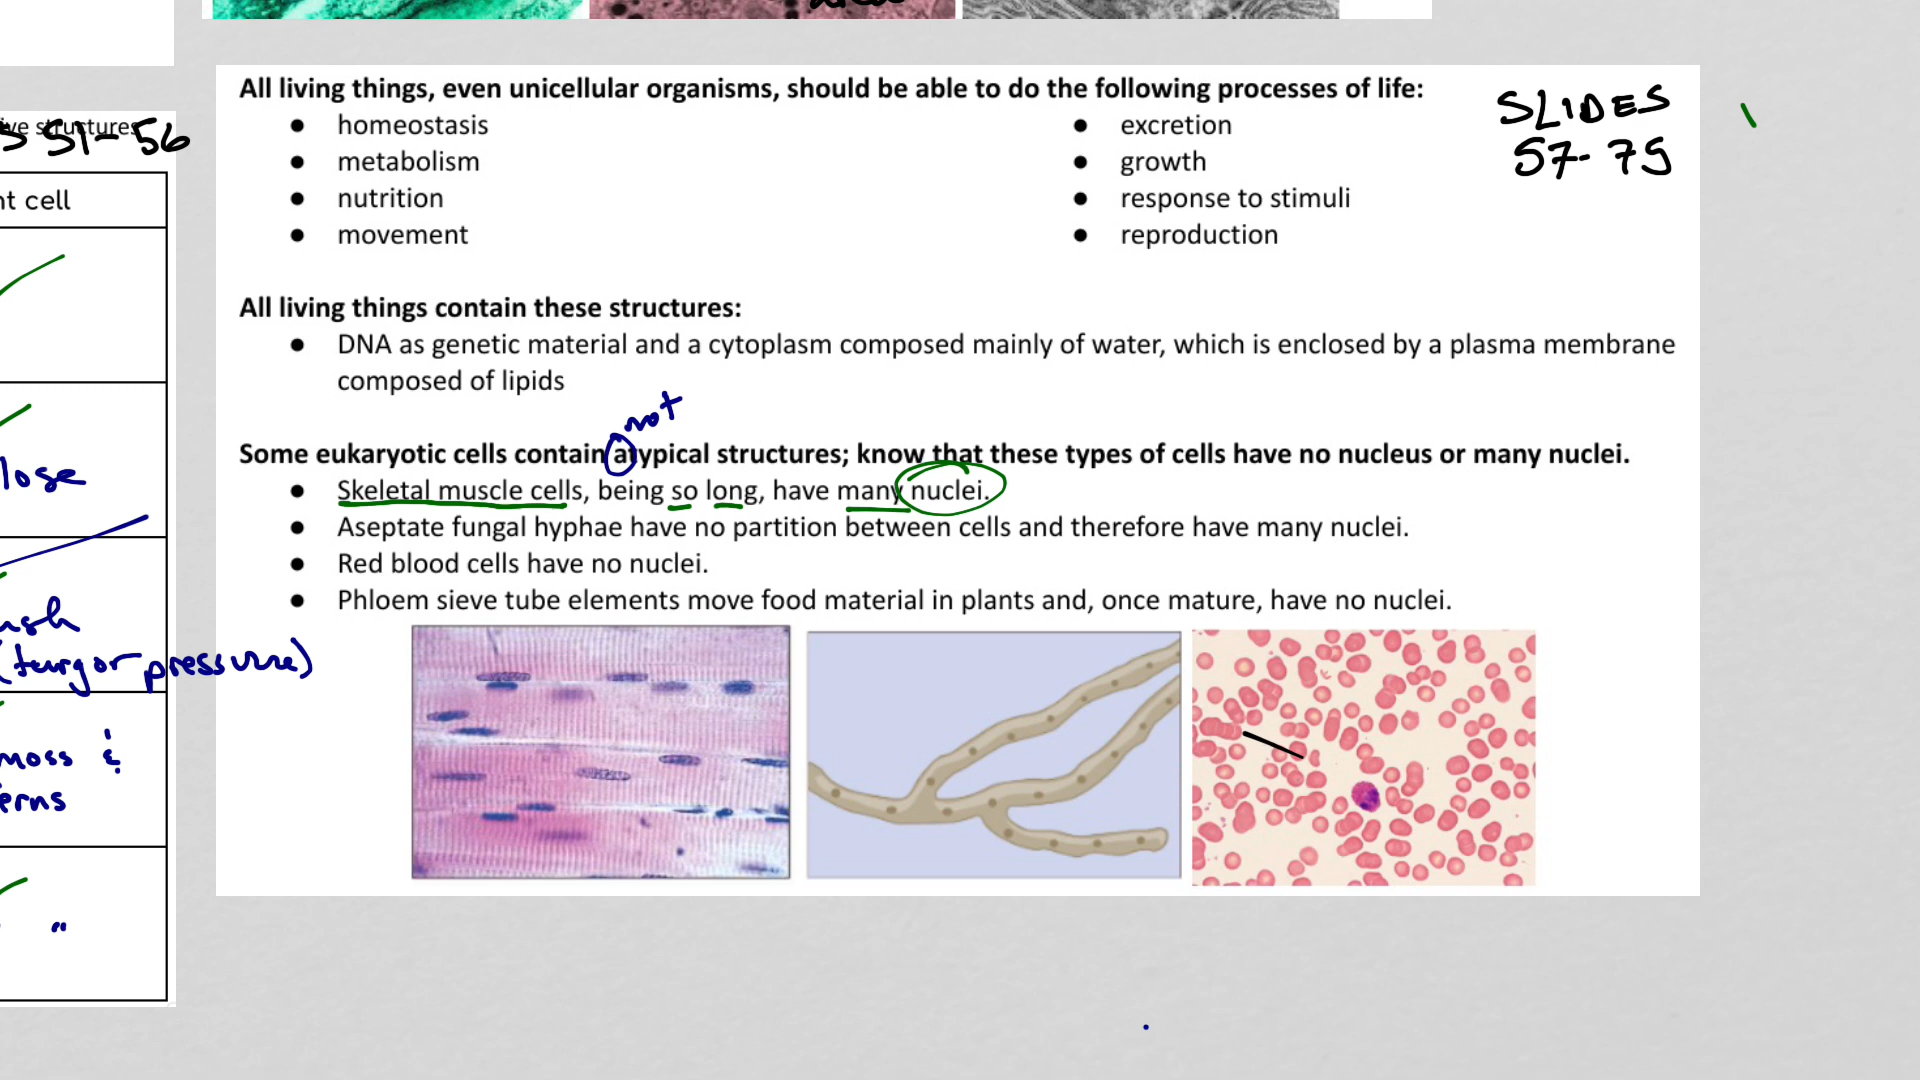 All living things, even unicellular organisms, should be able to do the following processes of life:
● homeostasis
● metabolism
● nutrition
● movement
● excretion
● growth
● response to stimuli
● reproduction
SLIDES
57-75
All living things contain these structures:
● DNA as genetic material and a cytoplasm composed mainly of water, which is enclosed by a plasma membrane
composed of lipids
not
Some eukaryotic cells contain atypical structures; know that these types of cells have no nucleus or many nuclei.
● Skeletal muscle cells, being so long, have many nuclei.
● Aseptate fungal hyphae have no partition between cells and therefore have many nuclei.
● Red blood cells have no nuclei.
● Phloem sieve tube elements move food material in plants and, once mature, have no nuclei.
ive structures
S 51-56
nt cell
lose
(turgor pressure)
moss &
erns
"